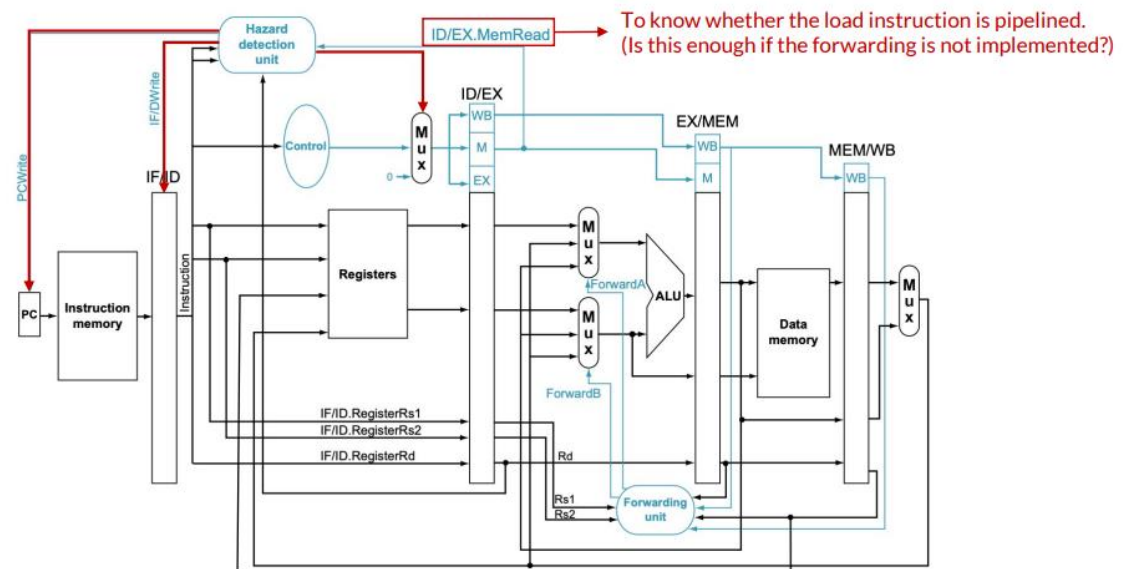 To know whether the load instruction is pipelined.
(Is this enough if the forwarding is not implemented?)
Hazard
detection
unit
ID/EX.MemRead
IF/DWrite
PCWrite
ID/EX
WB
M
EX
EX/MEM
WB
M
MEM/WB
WB
Control
Mux
0
IF/ID
PC
Instruction
memory
Instruction
Registers
Mux
ForwardA
ALU
Mux
ForwardB
Data
memory
Mux
IF/ID.RegisterRs1
IF/ID.RegisterRs2
IF/ID.RegisterRd
Rd
Rs1
Rs2
Forwarding
unit